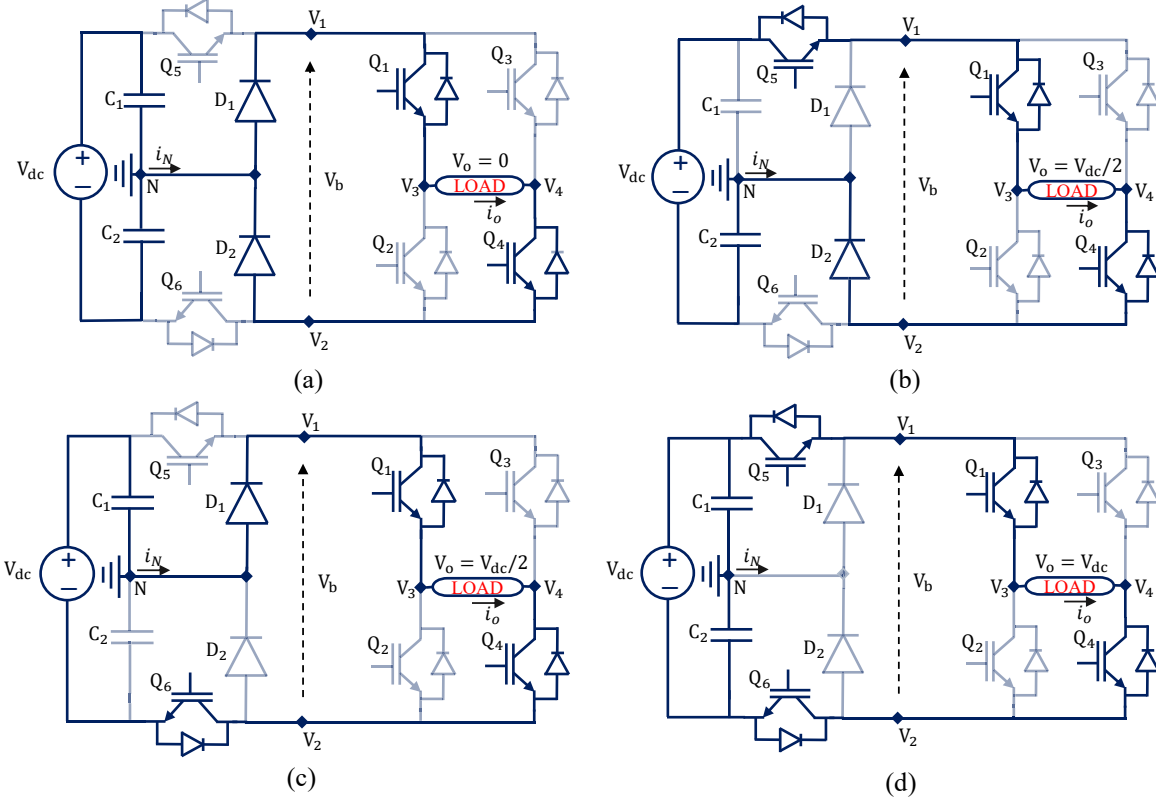 V1
Q5
Q1
Q3
C1
D1
iN
Vo = 0
Vdc
+
−
N
Vb
V3
LOAD
V4
io
C2
D2
Q2
Q4
Q6
V2
(a)
V1
Q5
Q1
Q3
C1
D1
iN
Vo = Vdc/2
Vdc
+
−
N
Vb
V3
LOAD
V4
io
C2
D2
Q2
Q4
Q6
V2
(b)
V1
Q5
Q1
Q3
C1
D1
iN
Vo = Vdc/2
Vdc
+
−
N
Vb
V3
LOAD
V4
io
C2
D2
Q2
Q4
Q6
V2
(c)
V1
Q5
Q1
Q3
C1
D1
iN
Vo = Vdc
Vdc
+
−
N
Vb
V3
LOAD
V4
io
C2
D2
Q2
Q4
Q6
V2
(d)